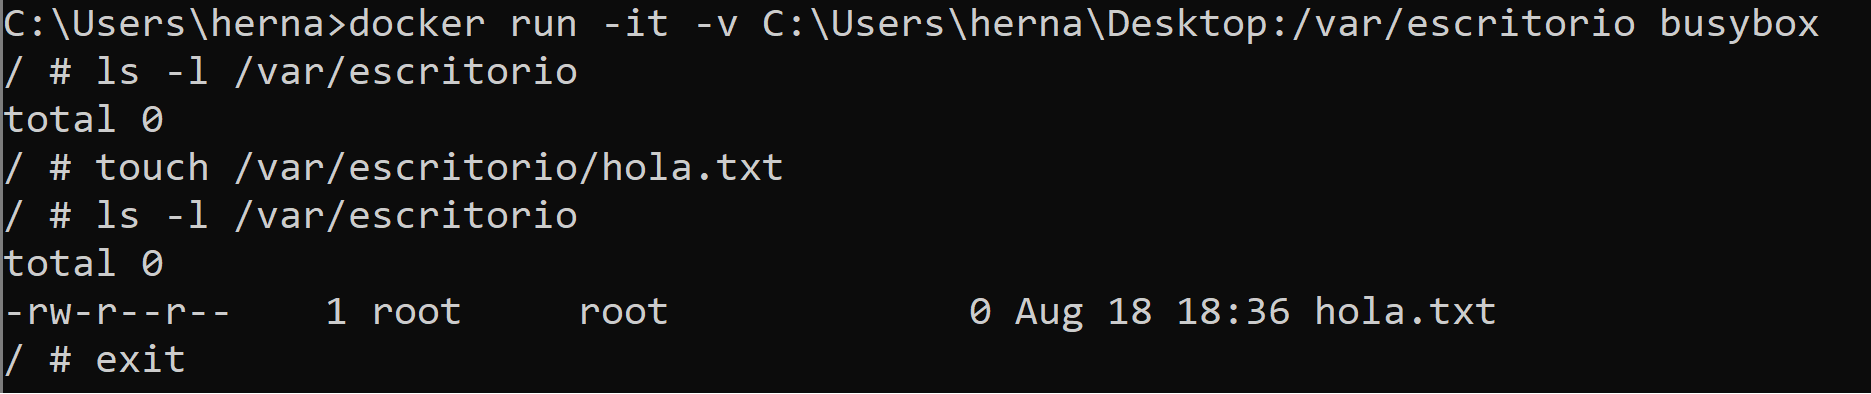 C:\Users\herna>docker run -it -v C:\Users\herna\Desktop:/var/escritorio busybox
/ # ls -l /var/escritorio
total 0
/ # touch /var/escritorio/hola.txt
/ # ls -l /var/escritorio
total 0
-rw-r--r--    1 root     root             0 Aug 18 18:36 hola.txt
/ # exit